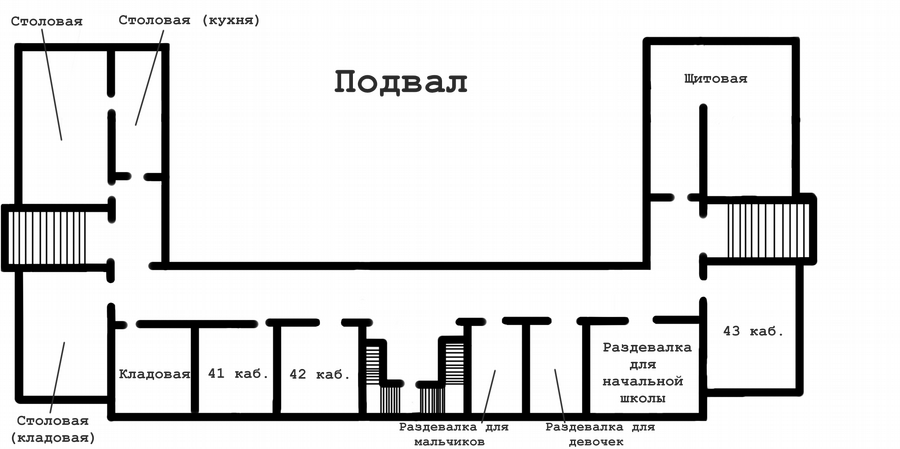 Столовая
Столовая (кухня)
Подвал
Щитовая
Кладовая
41 каб.
42 каб.
43 каб.
Раздевалка
для
начальной
школы
Столовая
(кладовая)
Раздевалка для
мальчиков
Раздевалка для
девочек